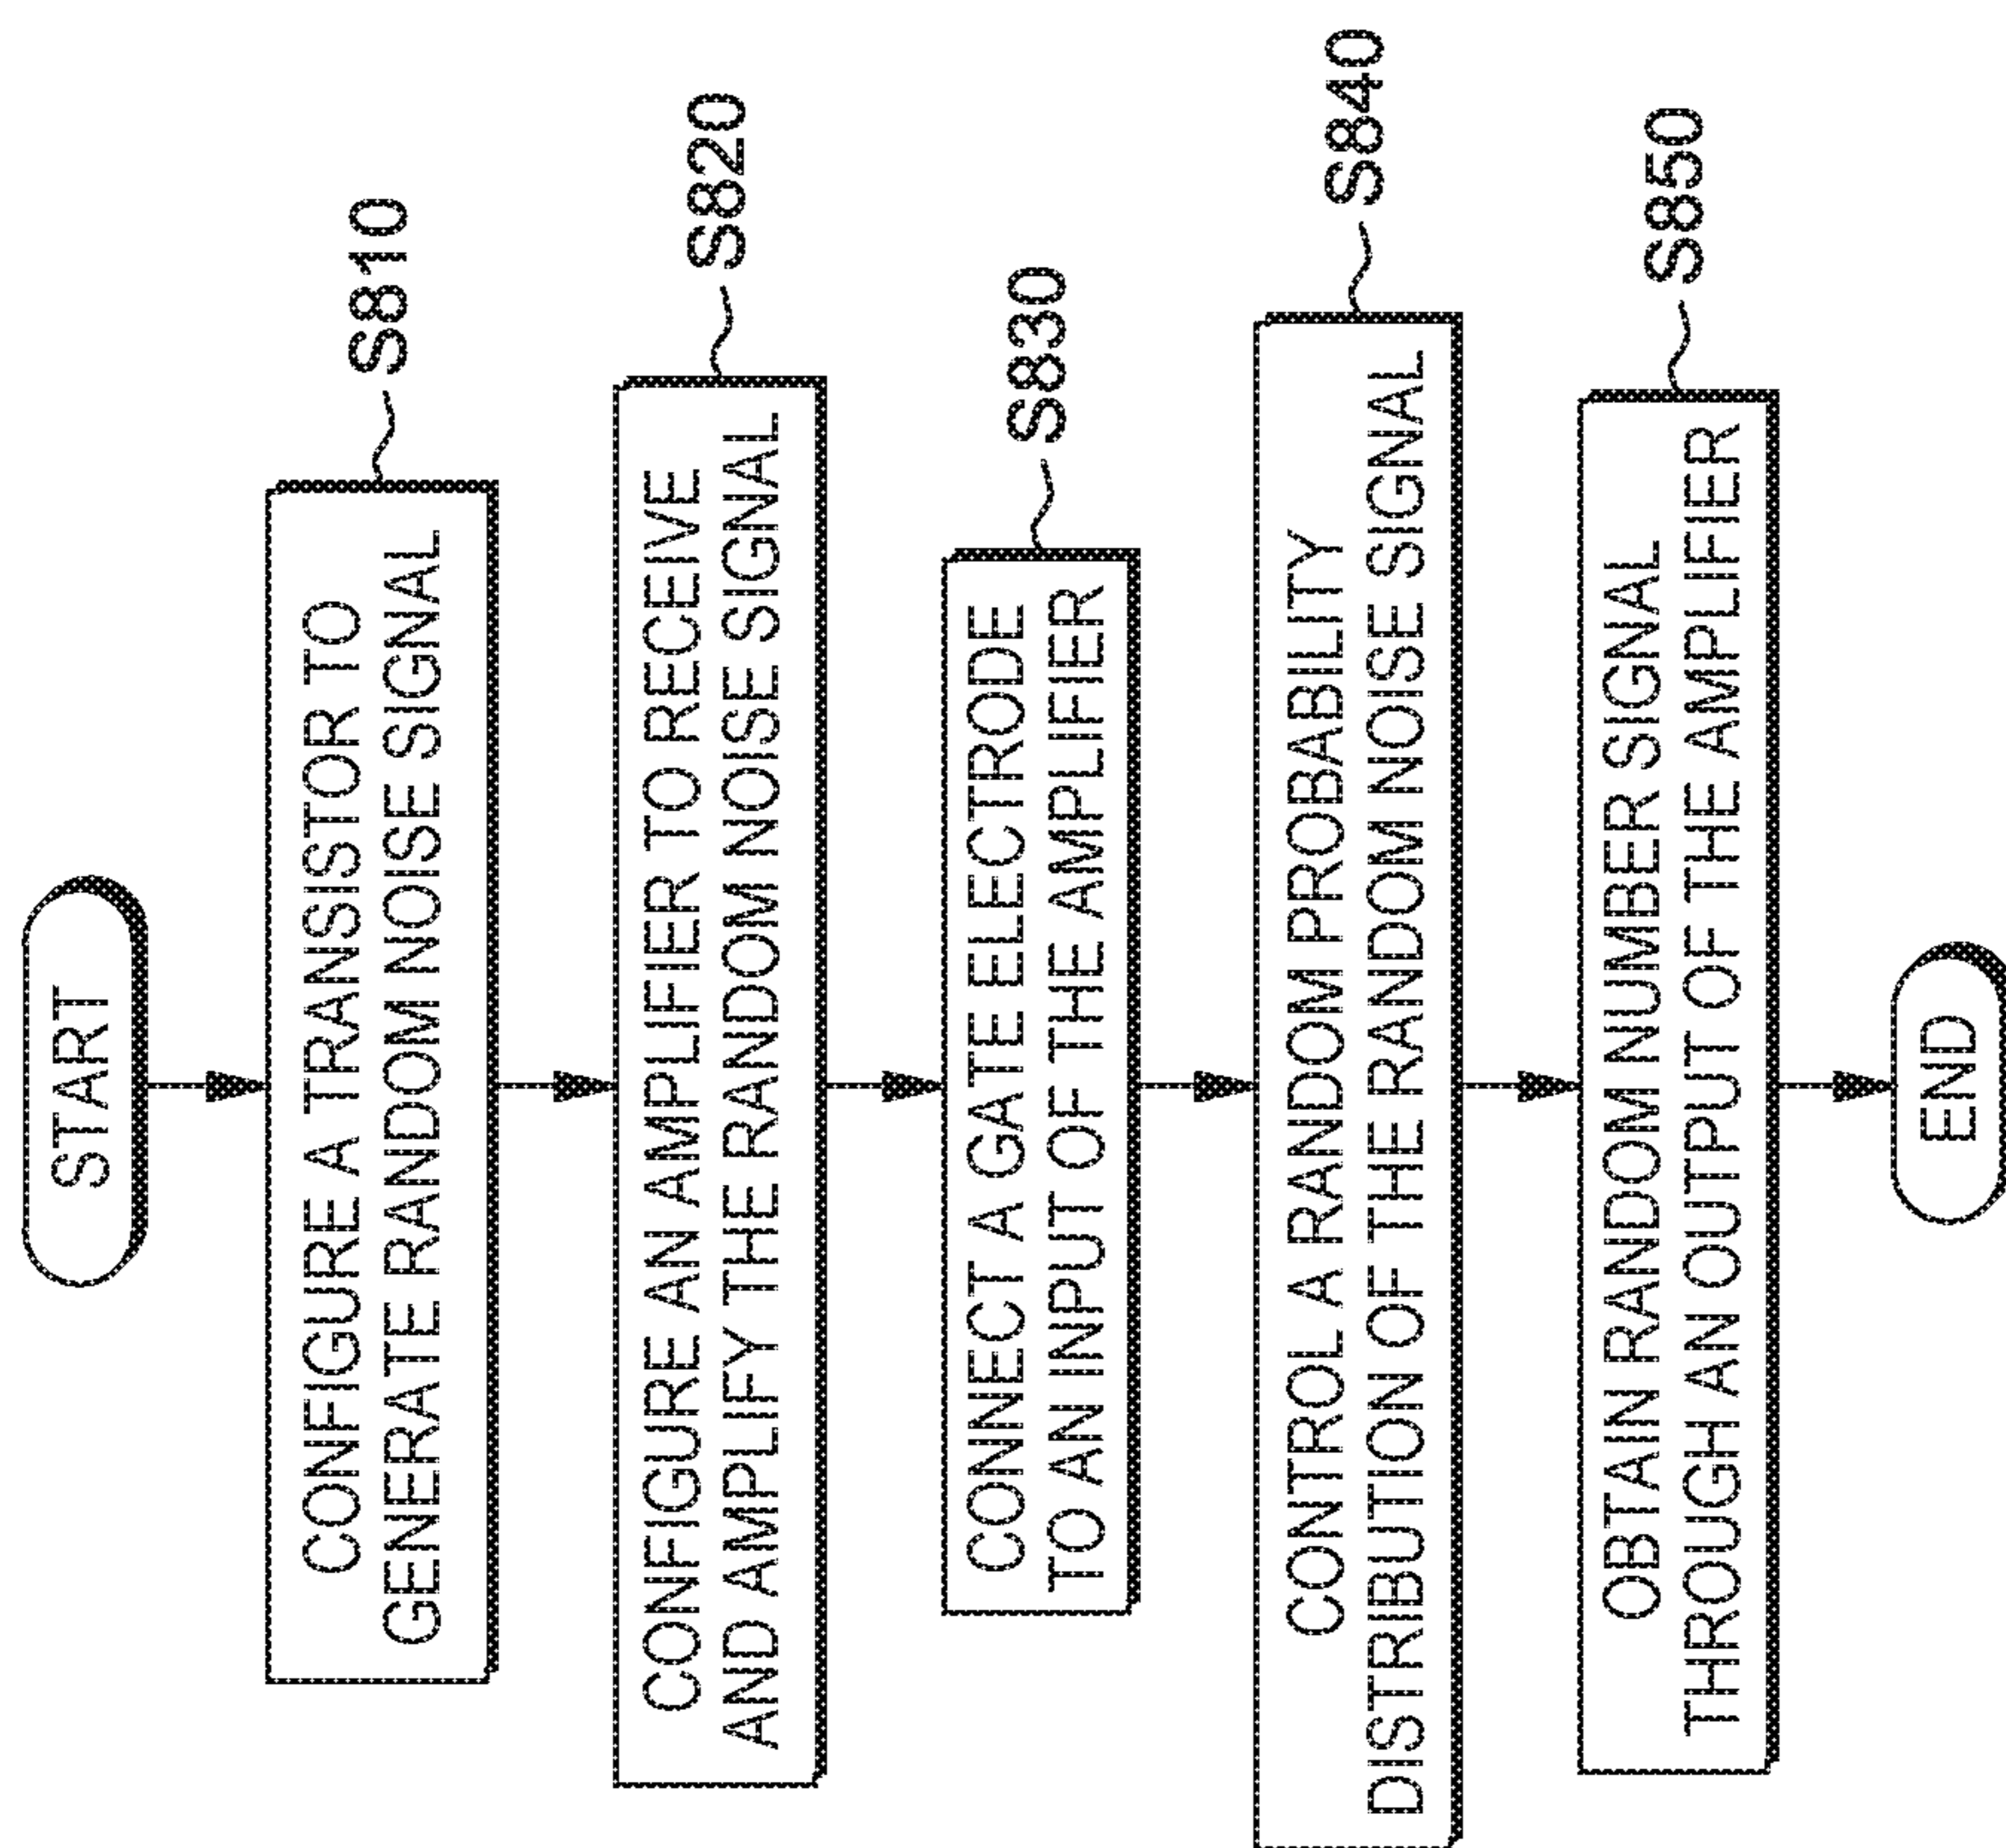 START
CONFIGURE A TRANSISTOR TO
GENERATE RANDOM NOISE SIGNAL
S810
CONFIGURE AN AMPLIFIER TO RECEIVE
AND AMPLIFY THE RANDOM NOISE SIGNAL
S820
CONNECT A GATE ELECTRODE
TO AN INPUT OF THE AMPLIFIER
S830
CONTROL A RANDOM PROBABILITY
DISTRIBUTION OF THE RANDOM NOISE SIGNAL
S840
OBTAIN RANDOM NUMBER SIGNAL
THROUGH AN OUTPUT OF THE AMPLIFIER
S850
END